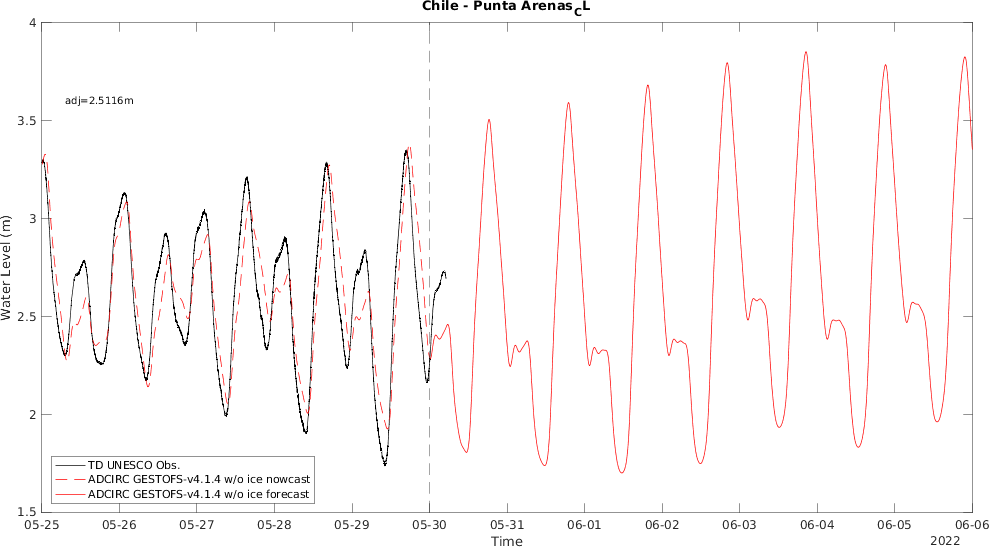 Chile - Punta Arenas_CL
4
adj=2.5116m
3.5
3
Water Level (m)
2.5
2
TD UNESCO Obs.
ADCIRC GESTOFS-v4.1.4 w/o ice nowcast
ADCIRC GESTOFS-v4.1.4 w/o ice forecast
1.5
05-25 05-26 05-27 05-28 05-29 05-30 05-31 06-01 06-02 06-03 06-04 06-05 06-06
Time
2022